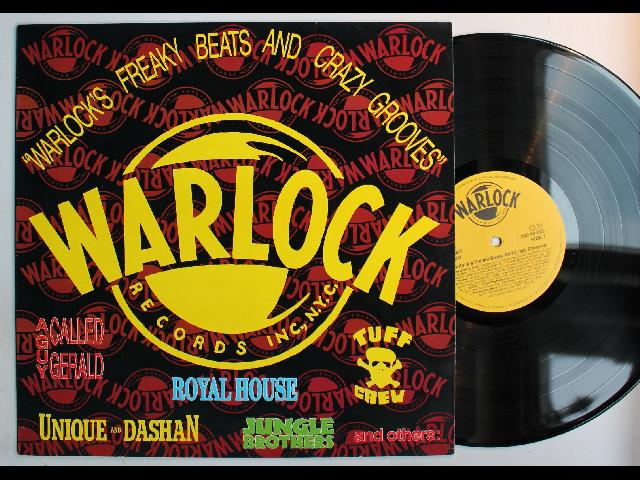 "WARLOCK'S FREAKY BEATS AND CRAZY GROOVES"
WARLOCK
RECORDS INC, N.Y.C.
A GUY CALLED GERALD
TUFF CREW
ROYAL HOUSE
UNIQUE AND DASHAN
JUNGLE BROTHERS
and others:
WARLOCK